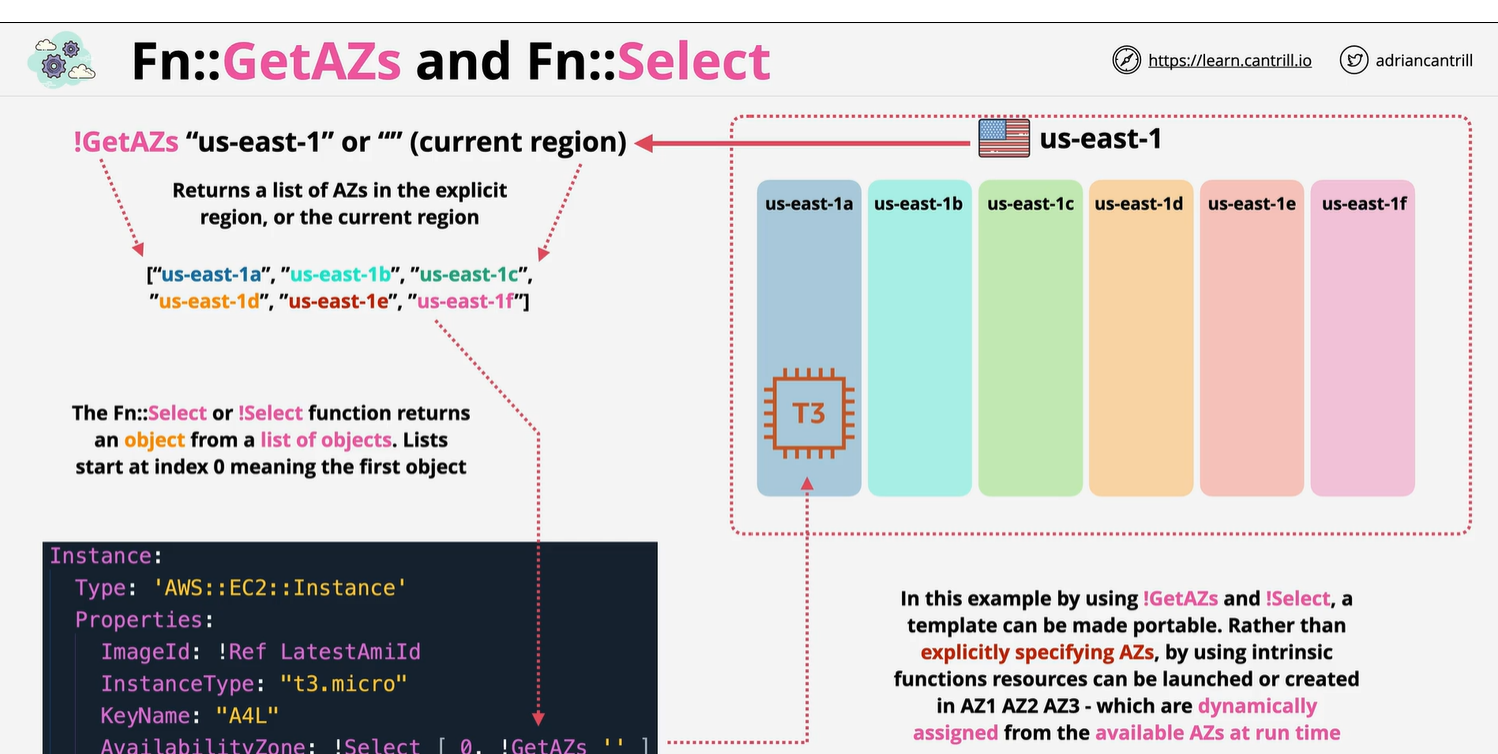 Fn::GetAZs and Fn::Select
https://learn.cantrill.io
adriancantrill
!GetAZs “us-east-1” or “” (current region)
Returns a list of AZs in the explicit
region, or the current region
[“us-east-1a”, ”us-east-1b”, ”us-east-1c”,
”us-east-1d”, ”us-east-1e”, ”us-east-1f”]
The Fn::Select or !Select function returns
an object from a list of objects. Lists
start at index 0 meaning the first object
Instance:
Type: 'AWS::EC2::Instance'
Properties:
ImageId: !Ref LatestAmiId
InstanceType: "t3.micro"
KeyName: "A4L"
AvailabilityZone: !Select [ 0, !GetAZs '' ]
us-east-1
us-east-1a
us-east-1b
us-east-1c
us-east-1d
us-east-1e
us-east-1f
T3
In this example by using !GetAZs and !Select, a
template can be made portable. Rather than
explicitly specifying AZs, by using intrinsic
functions resources can be launched or created
in AZ1 AZ2 AZ3 - which are dynamically
assigned from the available AZs at run time